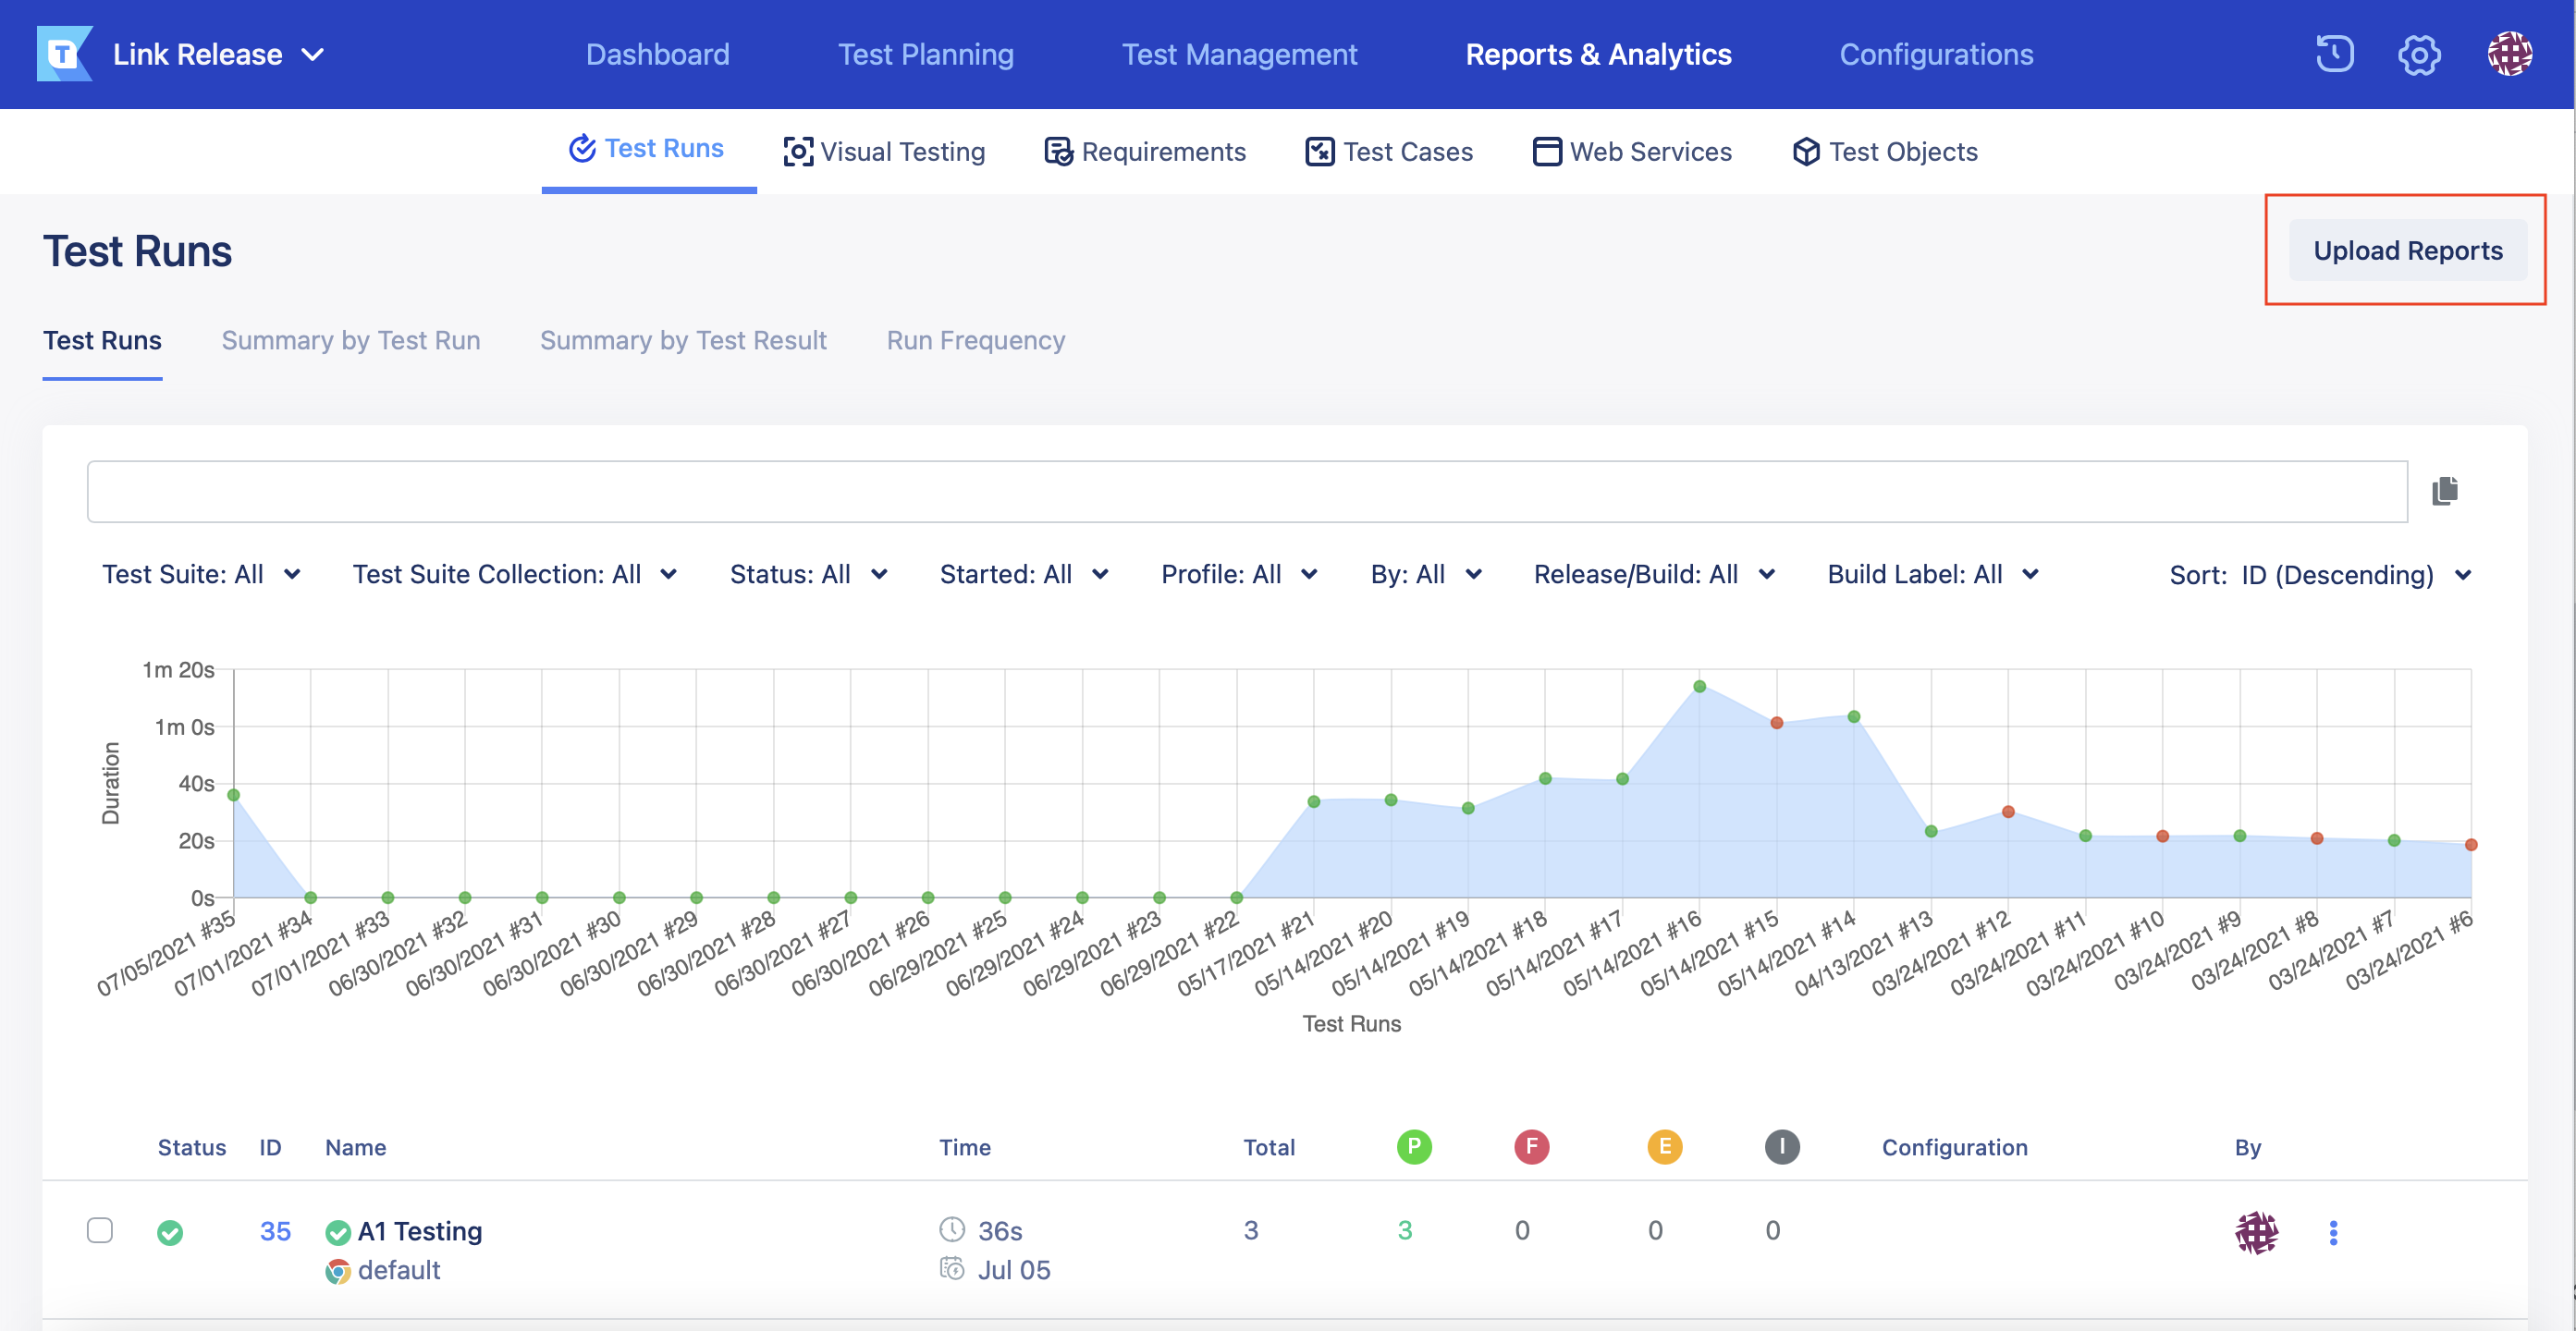 T Link Release
Dashboard Test Planning Test Management Reports & Analytics Configurations
Test Runs Visual Testing Requirements Test Cases Web Services Test Objects
Test Runs
Upload Reports
Test Runs Summary by Test Run Summary by Test Result Run Frequency
Test Suite: All Test Suite Collection: All Status: All Started: All Profile: All By: All Release/Build: All Build Label: All Sort: ID (Descending)
Duration
1m 20s
1m 0s
40s
20s
0s
07/05/2021 #35 07/01/2021 #34 07/01/2021 #33 06/30/2021 #32 06/30/2021 #31 06/30/2021 #30 06/30/2021 #29 06/30/2021 #28 06/30/2021 #27 06/30/2021 #26 06/29/2021 #25 06/29/2021 #24 06/29/2021 #23 06/29/2021 #22 05/17/2021 #21 05/14/2021 #20 05/14/2021 #19 05/14/2021 #18 05/14/2021 #17 05/14/2021 #16 05/14/2021 #15 05/14/2021 #14 04/13/2021 #13 03/24/2021 #12 03/24/2021 #11 03/24/2021 #10 03/24/2021 #9 03/24/2021 #8 03/24/2021 #7 03/24/2021 #6
Test Runs
Status ID Name Time Total P F E I Configuration By
35 A1 Testing 36s 3 3 0 0 0
default Jul 05